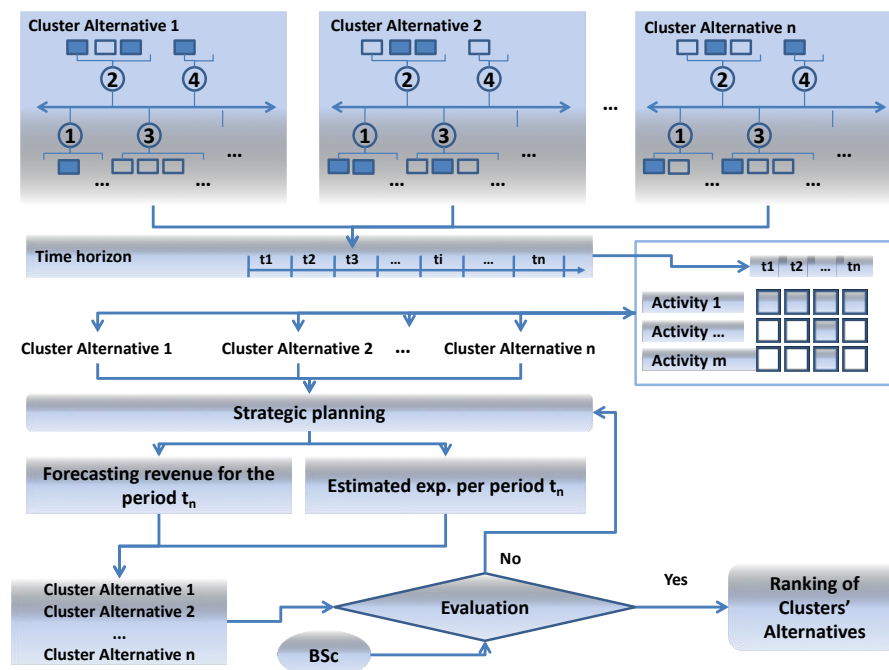 Cluster Alternative 1
2
4
1
3
...
...
...
Cluster Alternative 2
2
4
1
3
...
...
...
...
Cluster Alternative n
2
4
1
3
...
...
...
Time horizon
t1 t2 t3 ... ti ... tn
t1 t2 ... tn
Activity 1
Activity ...
Activity m
Cluster Alternative 1
Cluster Alternative 2
...
Cluster Alternative n
Strategic planning
Forecasting revenue for the
period tn
Estimated exp. per period tn
No
Yes
Cluster Alternative 1
Cluster Alternative 2
...
Cluster Alternative n
Evaluation
BSc
Ranking of
Clusters’
Alternatives